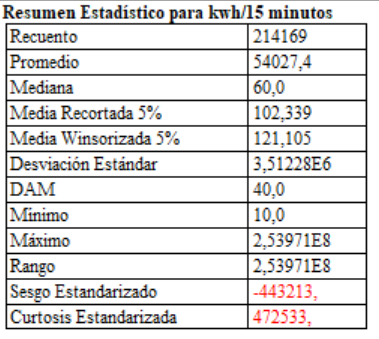 Resumen Estadístico para kwh/15 minutos
Recuento 214169
Promedio 54027,4
Mediana 60,0
Media Recortada 5% 102,339
Media Winsorizada 5% 121,105
Desviación Estándar 3,51228E6
DAM 40,0
Mínimo 10,0
Máximo 2,53971E8
Rango 2,53971E8
Sesgo Estandarizado -443213,
Curtosis Estandarizada 472533,